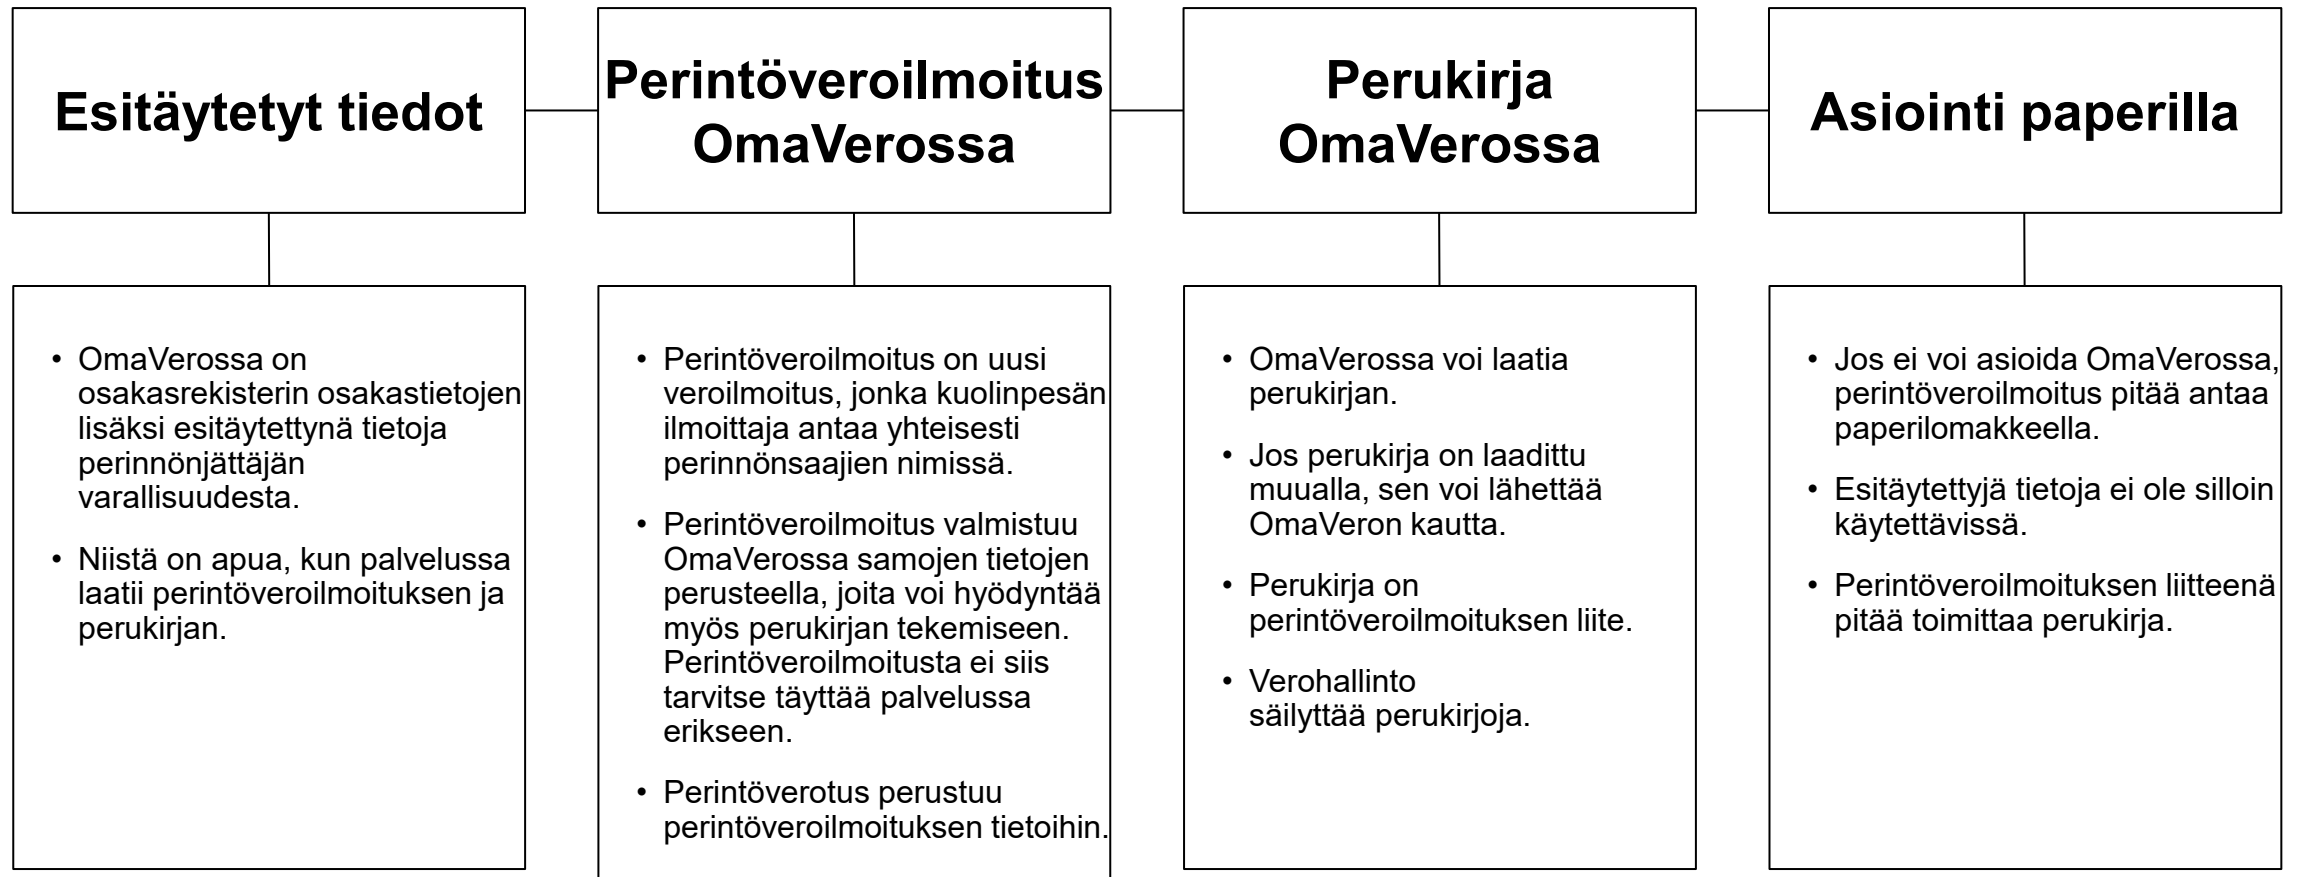 Esitäytetyt tiedot
Perintöveroilmoitus
OmaVerossa
Perukirja
OmaVerossa
Asiointi paperilla
• OmaVerossa on
osakasrekisterin osakastietojen
lisäksi esitäytettynä tietoja
perinnönjättäjän
varallisuudesta.
• Niistä on apua, kun palvelussa
laatii perintöveroilmoituksen ja
perukirjan.
• Perintöveroilmoitus on uusi
veroilmoitus, jonka kuolinpesän
ilmoittaja antaa yhteisesti
perinnönsaajien nimissä.
• Perintöveroilmoitus valmistuu
OmaVerossa samojen tietojen
perusteella, joita voi hyödyntää
myös perukirjan tekemiseen.
Perintöveroilmoitusta ei siis
tarvitse täyttää palvelussa
erikseen.
• Perintöverotus perustuu
perintöveroilmoituksen tietoihin.
• OmaVerossa voi laatia
perukirjan.
• Jos perukirja on laadittu
muualla, sen voi lähettää
OmaVeron kautta.
• Perukirja on
perintöveroilmoituksen liite.
• Verohallinto
säilyttää perukirjoja.
• Jos ei voi asioida OmaVerossa,
perintöveroilmoitus pitää antaa
paperilomakkeella.
• Esitäytettyjä tietoja ei ole silloin
käytettävissä.
• Perintöveroilmoituksen liitteenä
pitää toimittaa perukirja.